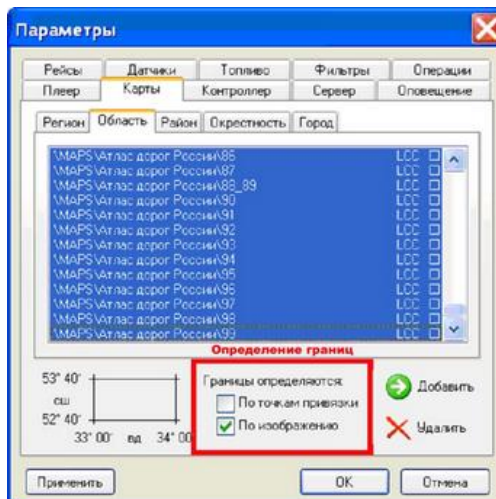 Параметры
Рейсы Датчики Топливо Фильтры Операции
Плеер Карты Контроллер Сервер Оповещение
Регион Область Район Окрестность Город
\MAPS\Атлас дорог России\86 LCC
\MAPS\Атлас дорог России\87 LCC
\MAPS\Атлас дорог России\88_89 LCC
\MAPS\Атлас дорог России\90 LCC
\MAPS\Атлас дорог России\91 LCC
\MAPS\Атлас дорог России\92 LCC
\MAPS\Атлас дорог России\93 LCC
\MAPS\Атлас дорог России\94 LCC
\MAPS\Атлас дорог России\95 LCC
\MAPS\Атлас дорог России\96 LCC
\MAPS\Атлас дорог России\97 LCC
\MAPS\Атлас дорог России\98 LCC
\MAPS\Атлас дорог России\99 LCC
Определение границ
53° 40'
сш
52° 40'
33° 00' вд 34° 00'
Границы определяются:
По точкам привязки
По изображению
Добавить
Удалить
Применить OK Отмена